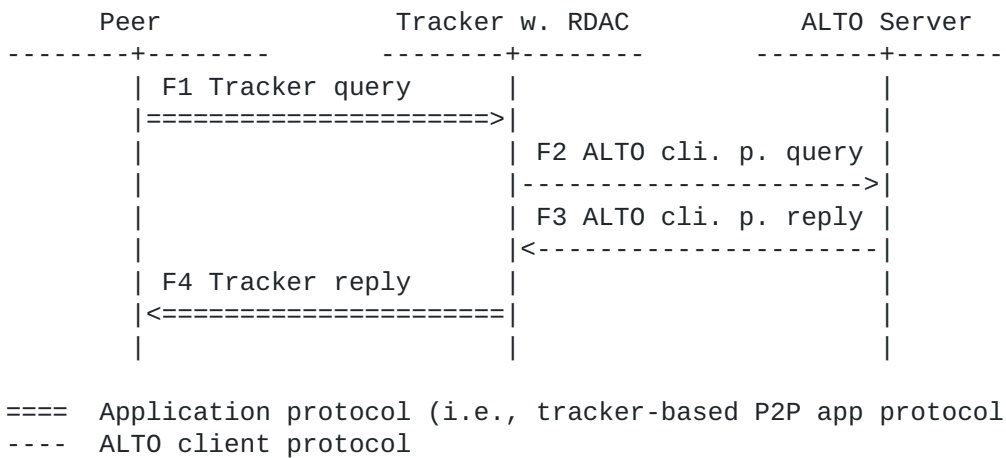 Peer                Tracker w. RDAC           ALTO Server
--------+--------       --------+--------       --------+-------
        | F1 Tracker query      |                       |
        |======================>|                       |
        |                       | F2 ALTO cli. p. query |
        |                       |---------------------->|
        |                       | F3 ALTO cli. p. reply |
        |                       |<----------------------|
        | F4 Tracker reply      |                       |
        |<======================|                       |
        |                       |                       |
====  Application protocol (i.e., tracker-based P2P app protocol
----  ALTO client protocol